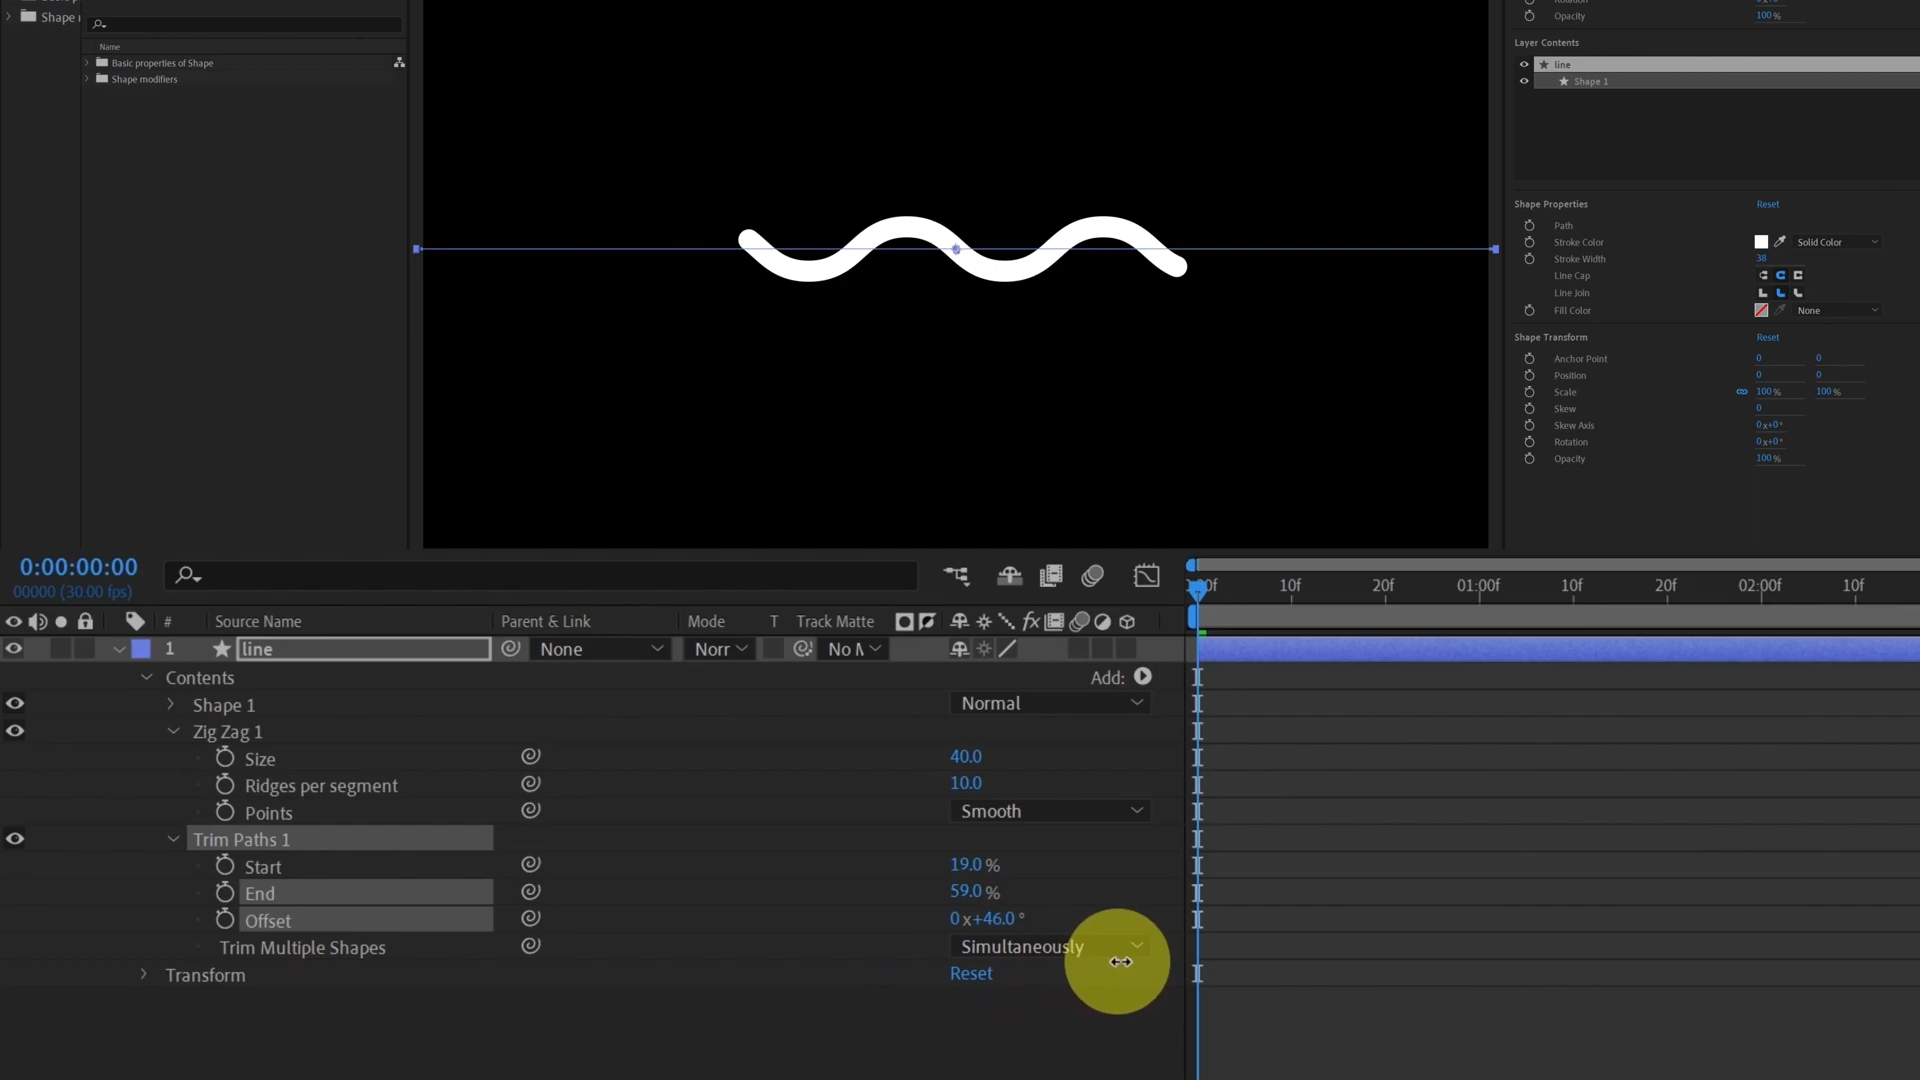 Opacity 100 %
Shape
Name
Basic properties of Shape
Shape modifiers
Layer Contents
line
Shape 1
Shape Properties Reset
Path
Stroke Color Solid Color
Stroke Width 38
Line Cap
Line Join
Fill Color None
Shape Transform Reset
Anchor Point 0 0
Position 0 0
Scale 100 % 100 %
Skew 0
Skew Axis 0x+0°
Rotation 0x+0°
Opacity 100 %
0:00:00:00
00000 (30.00 fps)
:00f 10f 20f 01:00f 10f 20f 02:00f 10f
# Source Name Parent & Link Mode T Track Matte fx
1 line None Norr No M
Contents Add:
Shape 1 Normal
Zig Zag 1
Size 40.0
Ridges per segment 10.0
Points Smooth
Trim Paths 1
Start 19.0 %
End 59.0 %
Offset 0x+46.0°
Trim Multiple Shapes Simultaneously
Transform Reset